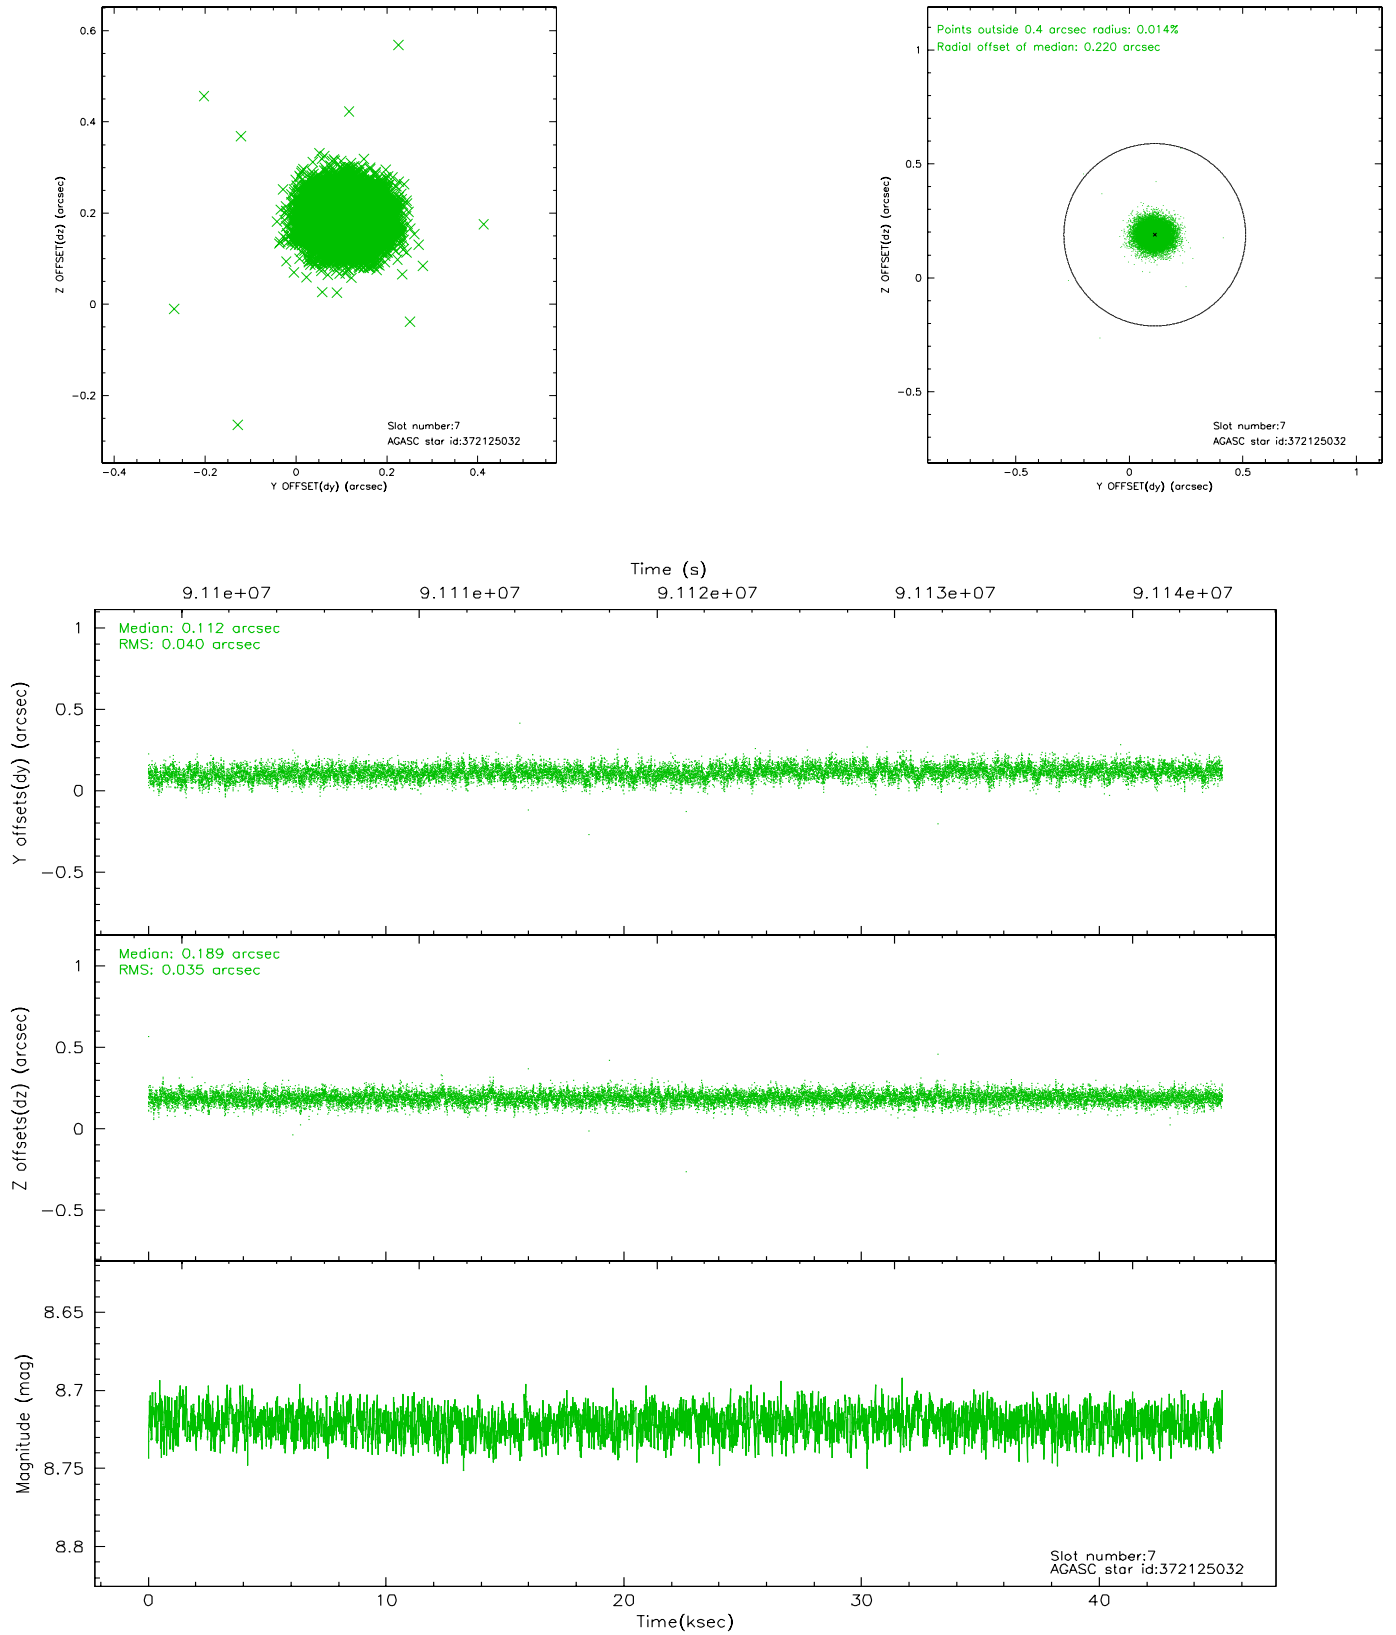 0.6
0.4
0.2
0
−0.2
Z OFFSET(dz) (arcsec)
Slot number:7
AGASC star id:372125032
−0.4 −0.2 0 0.2 0.4
Y OFFSET(dy) (arcsec)
Points outside 0.4 arcsec radius: 0.014%
Radial offset of median: 0.220 arcsec
1
0.5
0
−0.5
Z OFFSET(dz) (arcsec)
Slot number:7
AGASC star id:372125032
−0.5 0 0.5 1
Y OFFSET(dy) (arcsec)
Time (s)
9.11e+07 9.111e+07 9.112e+07 9.113e+07 9.114e+07
Median: 0.112 arcsec
RMS: 0.040 arcsec
1
0.5
0
−0.5
Y offsets(dy) (arcsec)
Median: 0.189 arcsec
RMS: 0.035 arcsec
1
0.5
0
−0.5
Z offsets(dz) (arcsec)
8.65
8.7
8.75
8.8
Magnitude (mag)
Slot number:7
AGASC star id:372125032
0 10 20 30 40
Time(ksec)